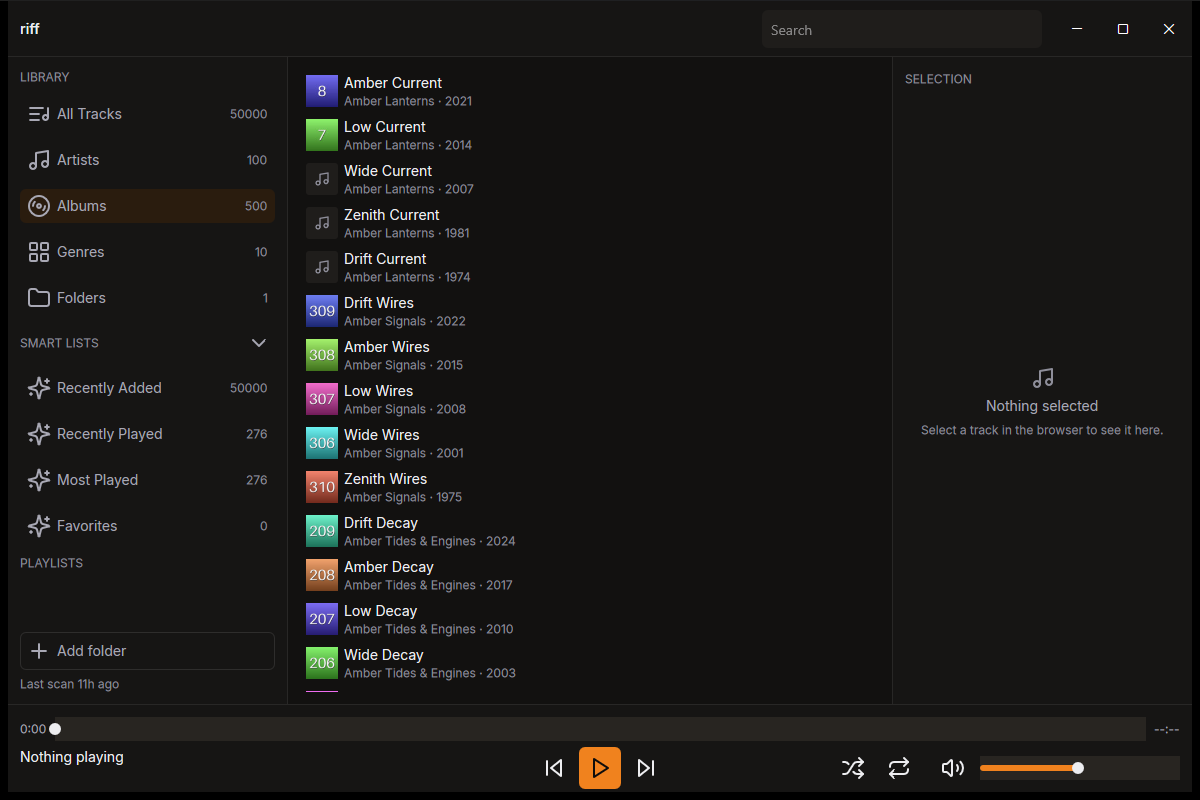 riff
Search
LIBRARY
All Tracks 50000
Artists 100
Albums 500
Genres 10
Folders 1
SMART LISTS
Recently Added 50000
Recently Played 276
Most Played 276
Favorites 0
PLAYLISTS
Add folder
Last scan 11h ago
8
Amber Current
Amber Lanterns · 2021
7
Low Current
Amber Lanterns · 2014
Wide Current
Amber Lanterns · 2007
Zenith Current
Amber Lanterns · 1981
Drift Current
Amber Lanterns · 1974
309
Drift Wires
Amber Signals · 2022
308
Amber Wires
Amber Signals · 2015
307
Low Wires
Amber Signals · 2008
306
Wide Wires
Amber Signals · 2001
310
Zenith Wires
Amber Signals · 1975
209
Drift Decay
Amber Tides & Engines · 2024
208
Amber Decay
Amber Tides & Engines · 2017
207
Low Decay
Amber Tides & Engines · 2010
206
Wide Decay
Amber Tides & Engines · 2003
SELECTION
Nothing selected
Select a track in the browser to see it here.
0:00
--:--
Nothing playing